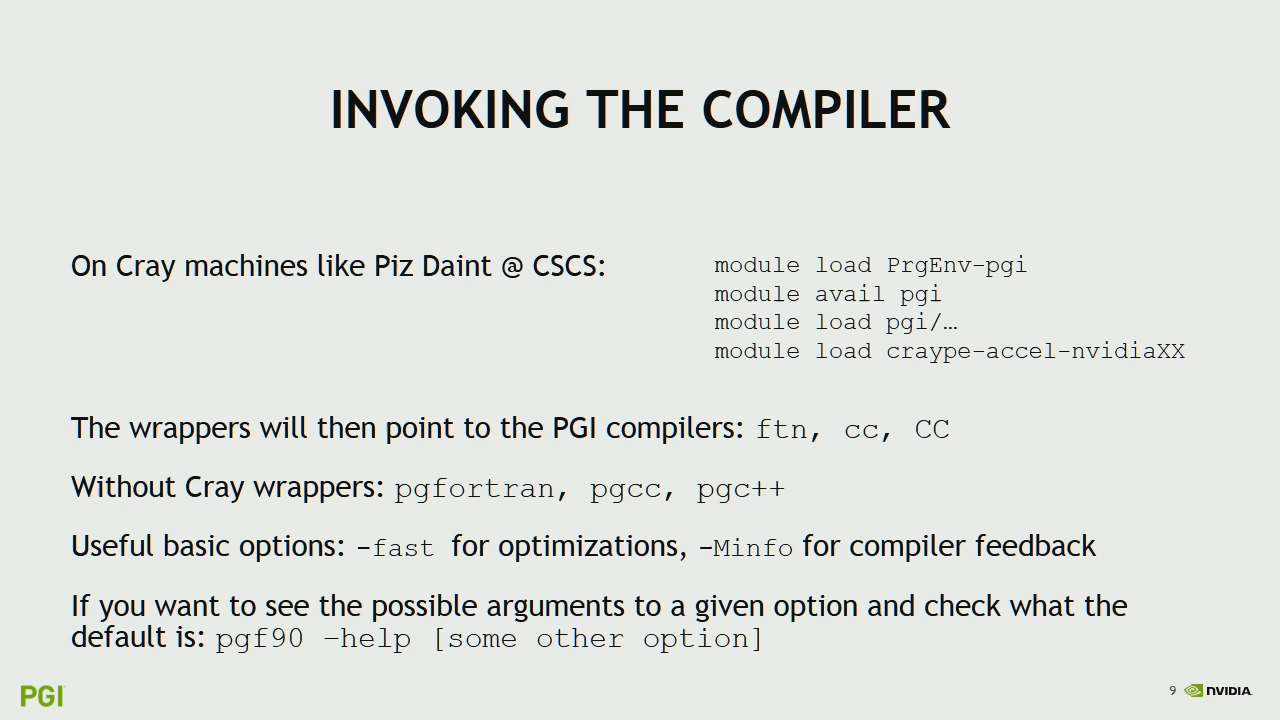 INVOKING THE COMPILER
On Cray machines like Piz Daint @ CSCS:
module load PrgEnv-pgi
module avail pgi
module load pgi/…
module load craype-accel-nvidiaXX
The wrappers will then point to the PGI compilers: ftn, cc, CC
Without Cray wrappers: pgfortran, pgcc, pgc++
Useful basic options: –fast for optimizations, –Minfo for compiler feedback
If you want to see the possible arguments to a given option and check what the
default is: pgf90 –help [some other option]
PGI
9 NVIDIA.